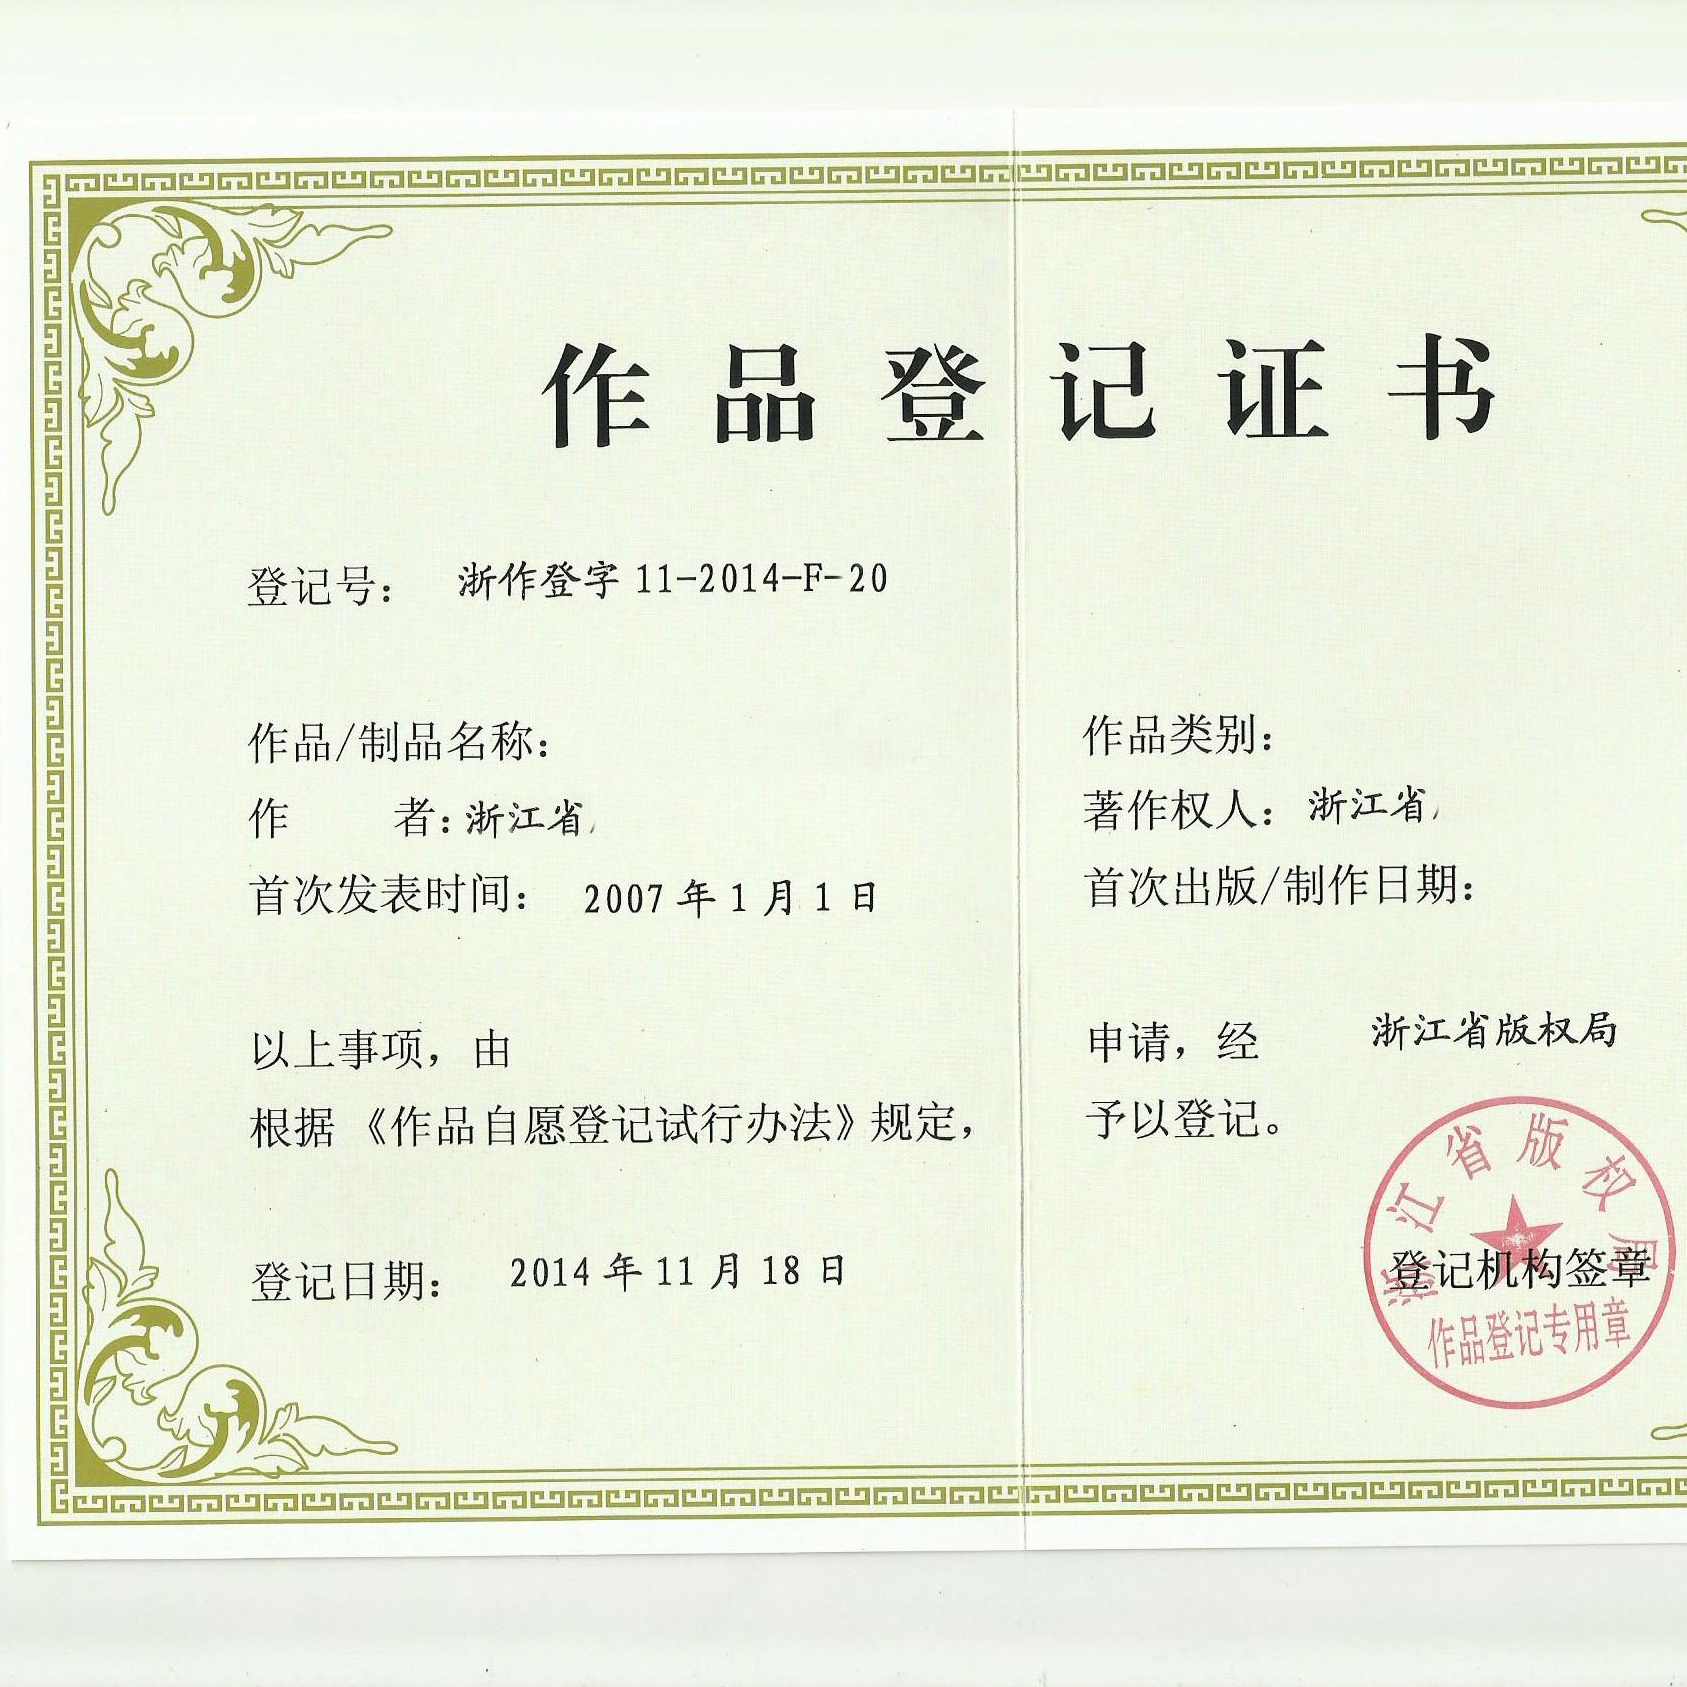 作品登记证书
登记号: 浙作登字 11-2014-F-20
作品/制品名称:
作品类别:
作 者: 浙江省
著作权人: 浙江省
首次发表时间: 2007 年 1 月 1 日
首次出版/制作日期:
以上事项, 由
申请, 经 浙江省版权局
根据《作品自愿登记试行办法》规定,
予以登记。
登记日期: 2014 年 11 月 18 日
登记机构签章
浙江省版权局
作品登记专用章